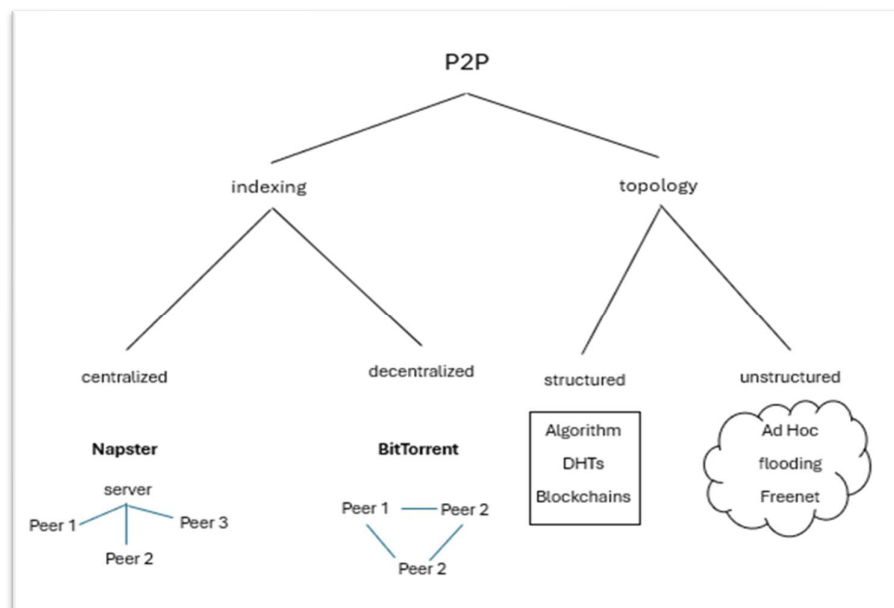 P2P
indexing
topology
centralized
decentralized
structured
unstructured
Napster
server
Peer 1
Peer 3
Peer 2
BitTorrent
Peer 1
Peer 2
Peer 2
Algorithm
DHTs
Blockchains
Ad Hoc
flooding
Freenet